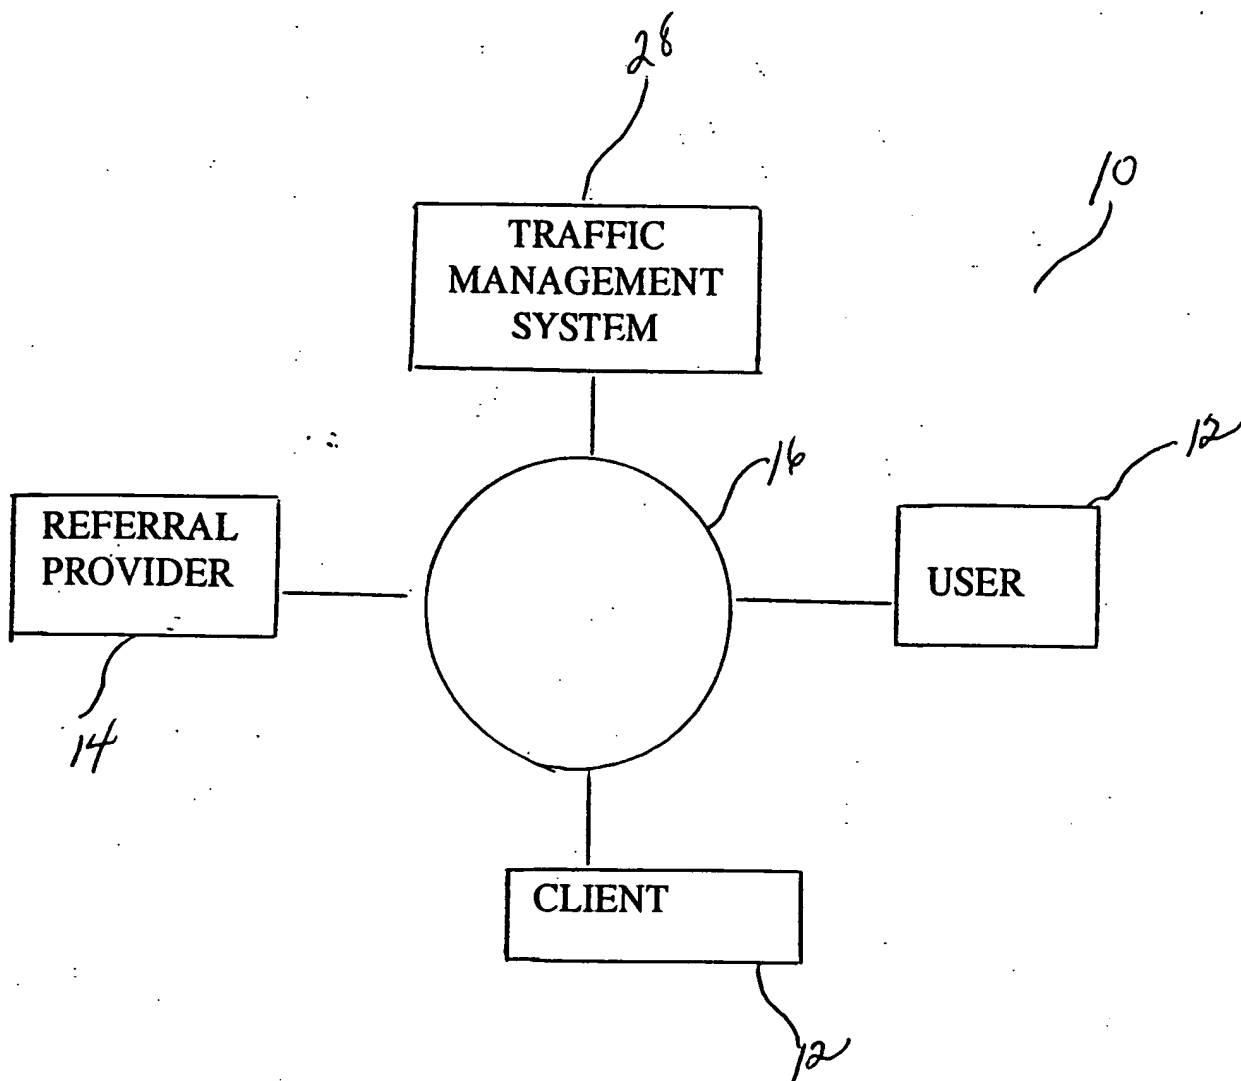 28
10
TRAFFIC
MANAGEMENT
SYSTEM
16
12
REFERRAL
PROVIDER
USER
14
CLIENT
12